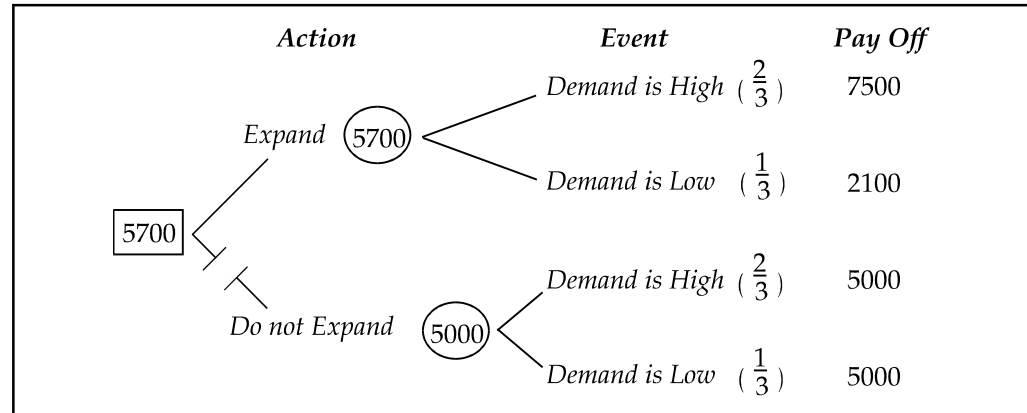 Action Event Pay Off
Demand is High (2/3) 7500
Expand 5700
Demand is Low (1/3) 2100
5700
Demand is High (2/3) 5000
Do not Expand 5000
Demand is Low (1/3) 5000